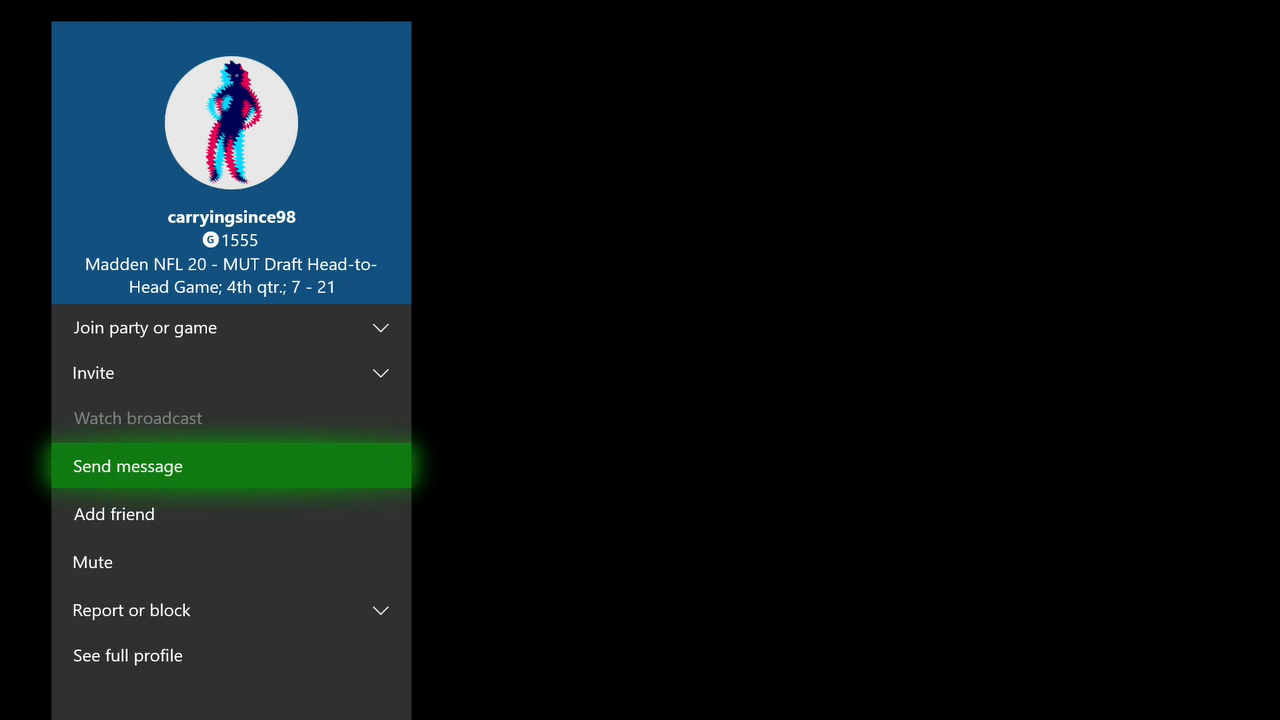 carryingsince98
G 1555
Madden NFL 20 - MUT Draft Head-to-
Head Game; 4th qtr.; 7 - 21
Join party or game
Invite
Watch broadcast
Send message
Add friend
Mute
Report or block
See full profile